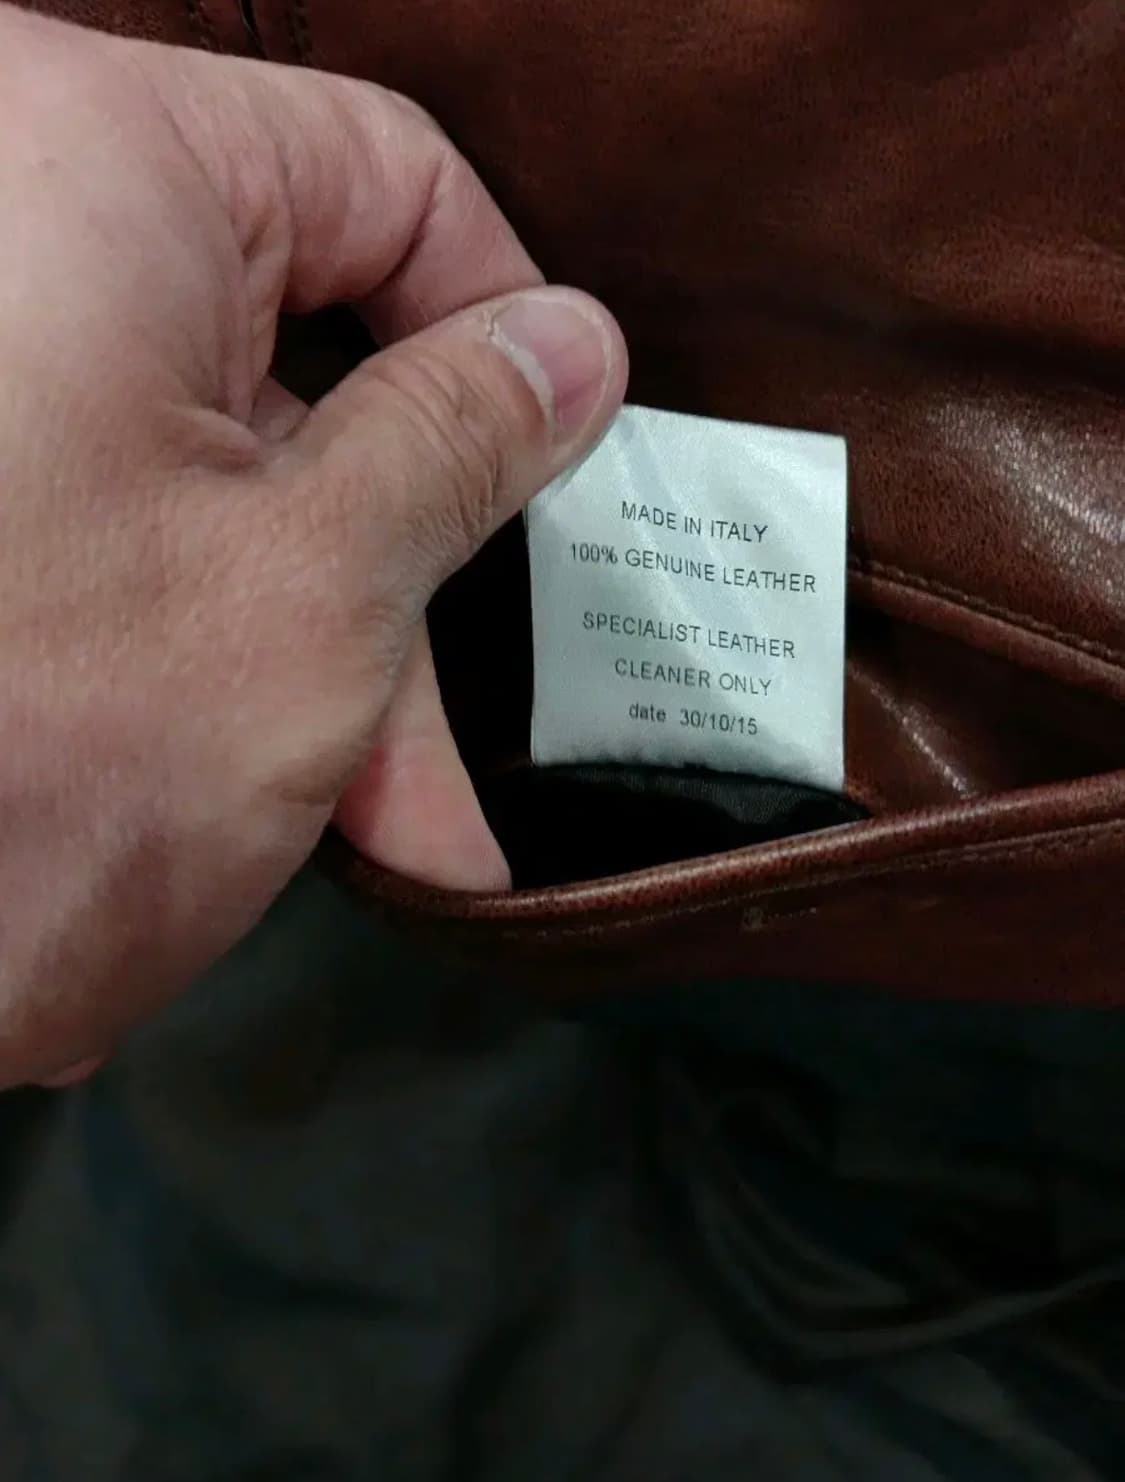 MADE IN ITALY
100% GENUINE LEATHER
SPECIALIST LEATHER
CLEANER ONLY
date 30/10/15